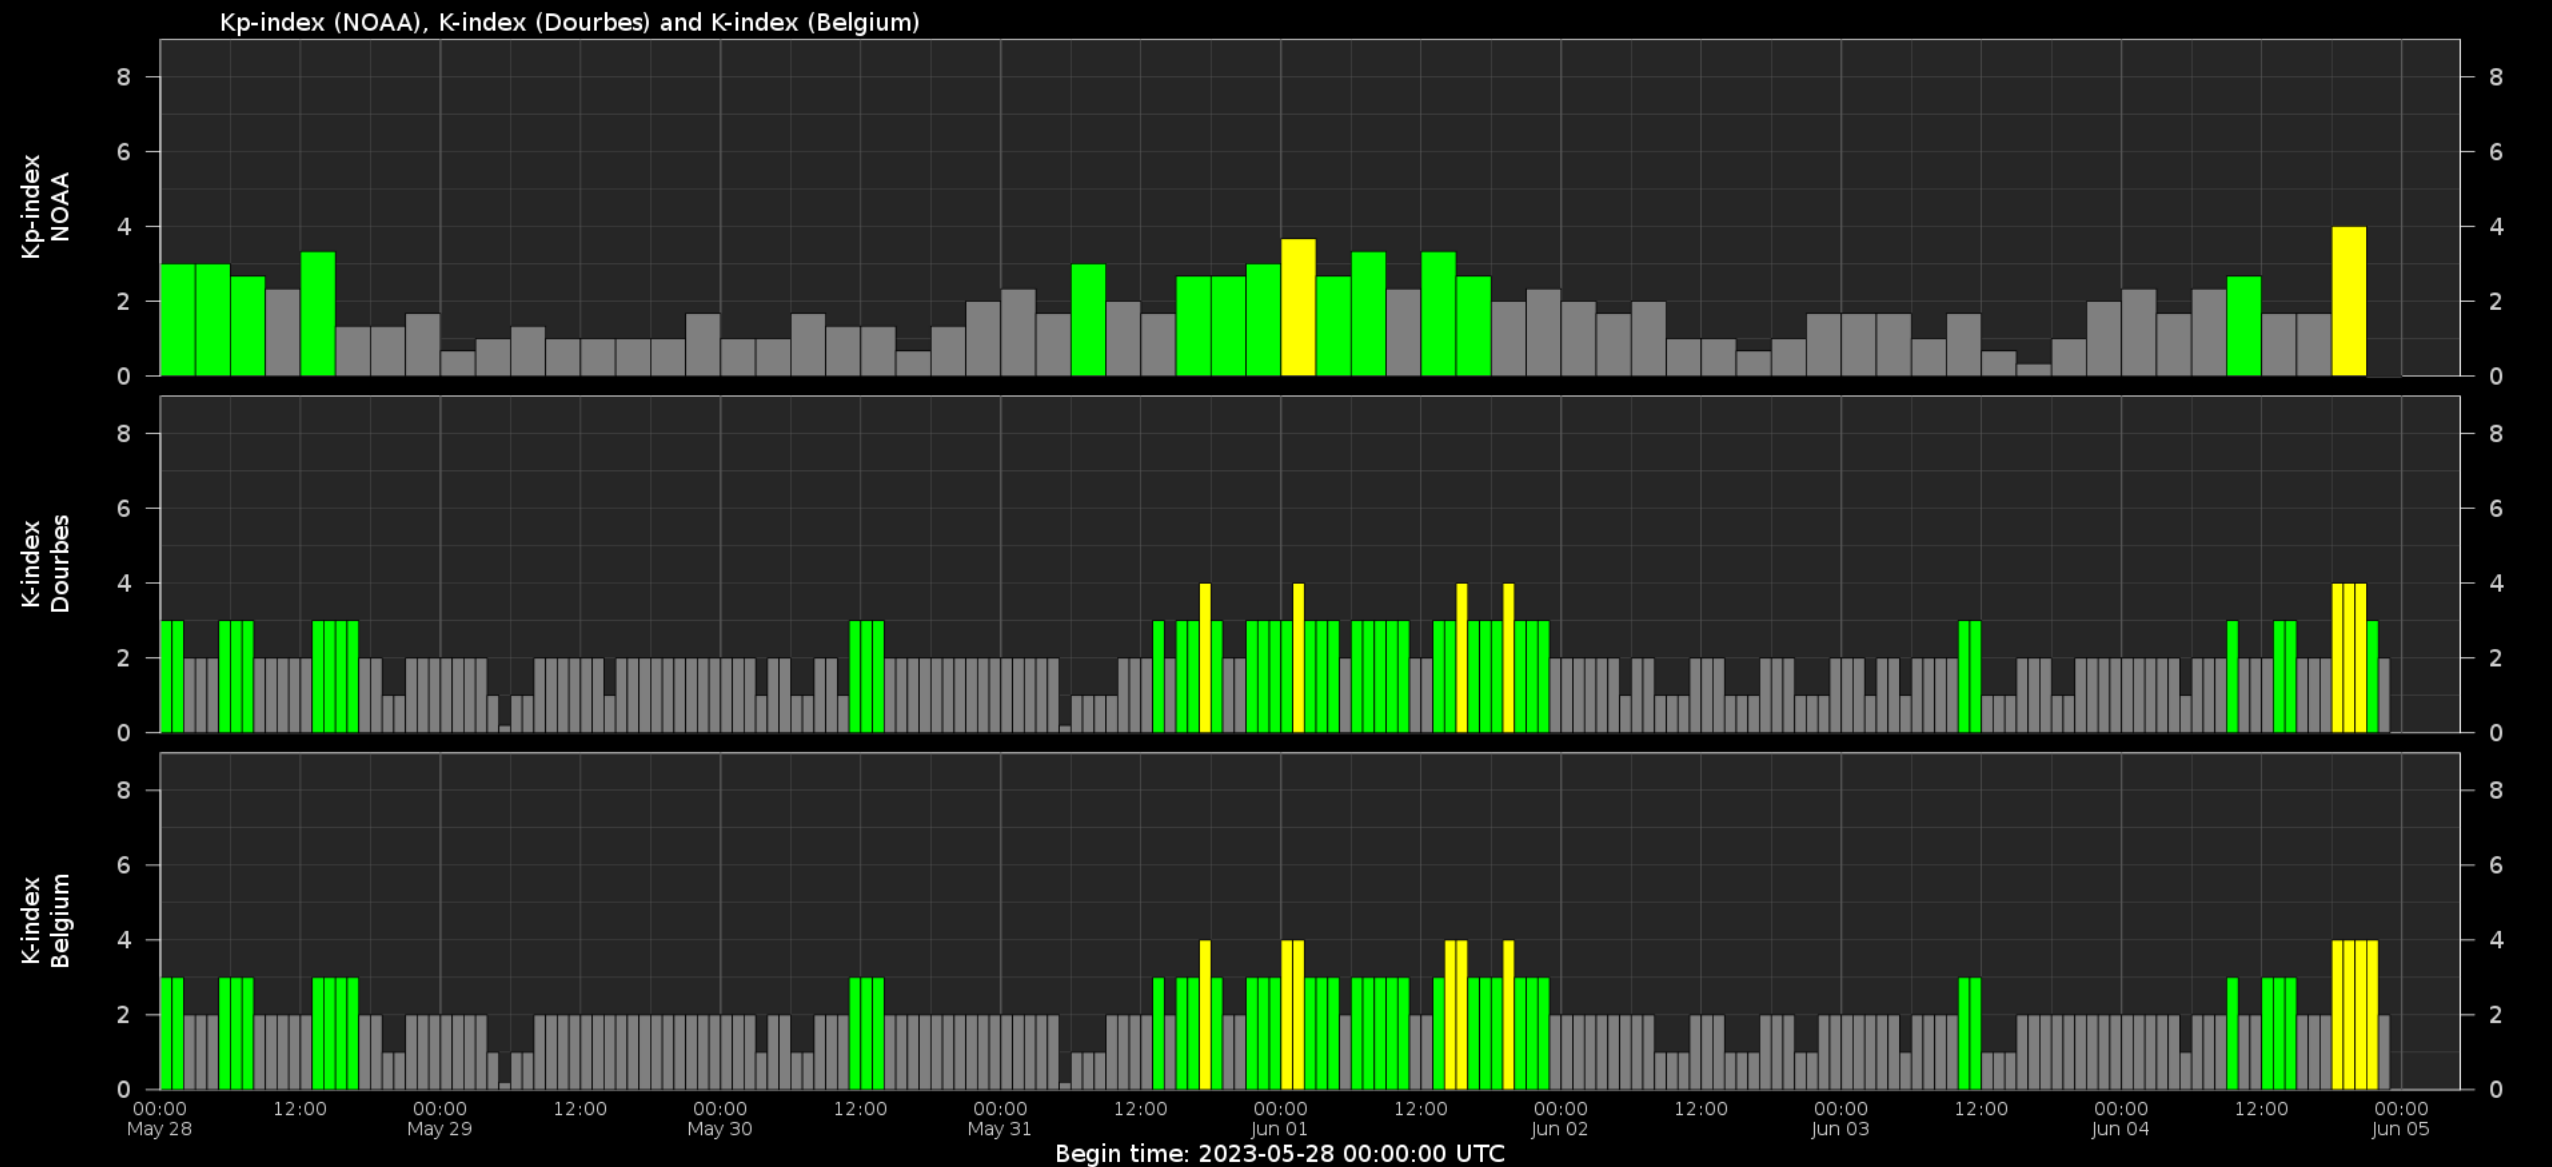 Kp-index (NOAA), K-index (Dourbes) and K-index (Belgium)
Kp-index
NOAA
8 8
6 6
4 4
2 2
0 0
K-index
Dourbes
8 8
6 6
4 4
2 2
0 0
K-index
Belgium
8 8
6 6
4 4
2 2
0 0
00:00 12:00 00:00 12:00 00:00 12:00 00:00 12:00 00:00 12:00 00:00 12:00 00:00 12:00 00:00 12:00 00:00
May 28 May 29 May 30 May 31 Jun 01 Jun 02 Jun 03 Jun 04 Jun 05
Begin time: 2023-05-28 00:00:00 UTC